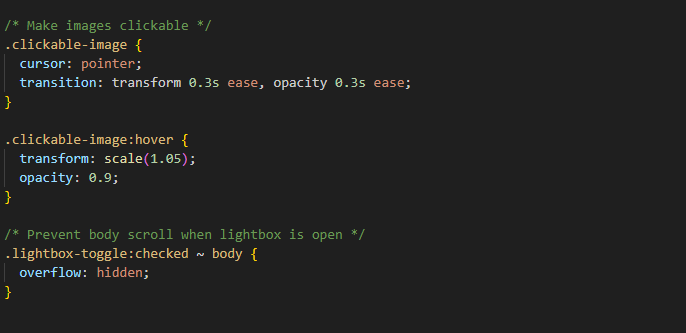 /* Make images clickable */
.clickable-image {
  cursor: pointer;
  transition: transform 0.3s ease, opacity 0.3s ease;
}

.clickable-image:hover {
  transform: scale(1.05);
  opacity: 0.9;
}

/* Prevent body scroll when lightbox is open */
.lightbox-toggle:checked ~ body {
  overflow: hidden;
}